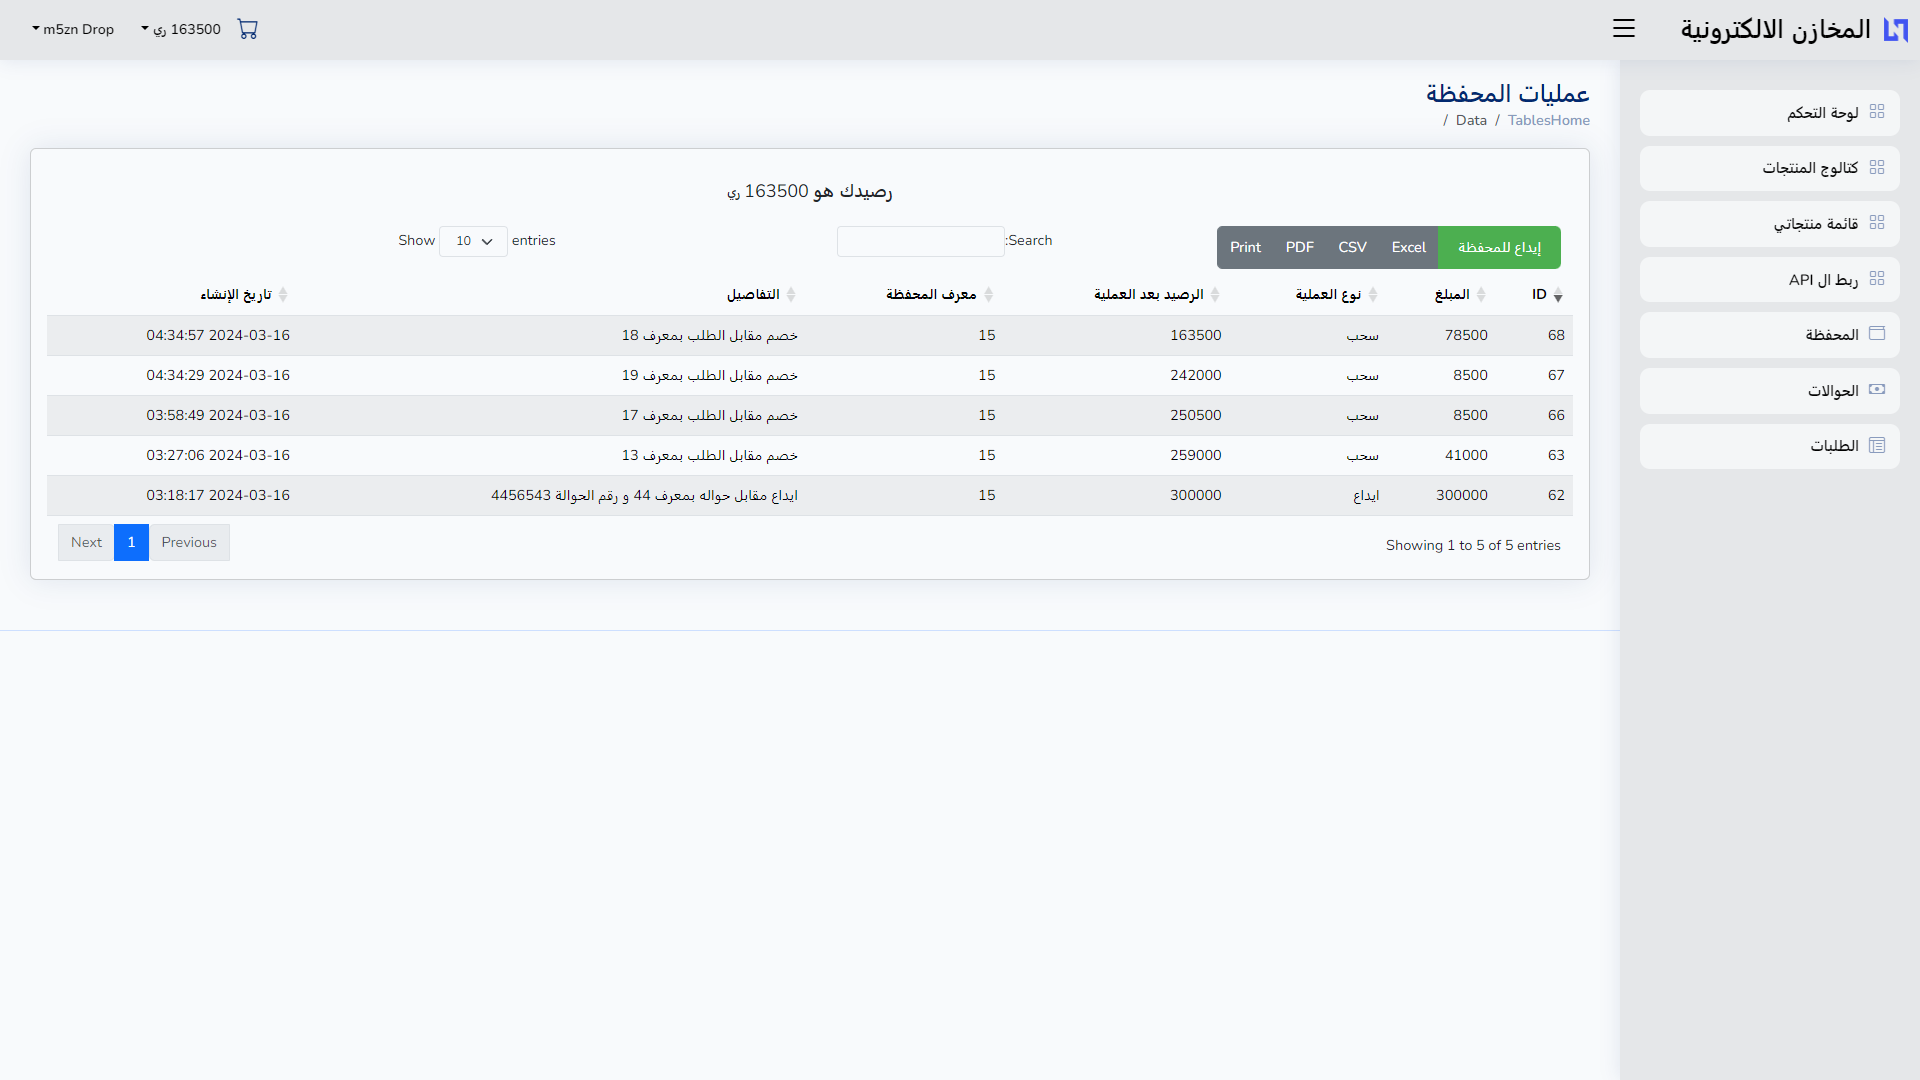 المخازن الالكترونية
163500 ري
m5zn Drop
لوحة التحكم
كتالوج المنتجات
قائمة منتجاتي
ربط ال API
المحفظة
الحوالات
الطلبات
عمليات المحفظة
TablesHome / Data /
رصيدك هو 163500 ري
إيداع للمحفظة Excel CSV PDF Print
Search:
Show 10 entries
ID المبلغ نوع العملية الرصيد بعد العملية معرف المحفظة التفاصيل تاريخ الإنشاء
68 78500 سحب 163500 15 خصم مقابل الطلب بمعرف 18 2024-03-16 04:34:57
67 8500 سحب 242000 15 خصم مقابل الطلب بمعرف 19 2024-03-16 04:34:29
66 8500 سحب 250500 15 خصم مقابل الطلب بمعرف 17 2024-03-16 03:58:49
63 41000 سحب 259000 15 خصم مقابل الطلب بمعرف 13 2024-03-16 03:27:06
62 300000 ايداع 300000 15 ايداع مقابل حواله بمعرف 44 و رقم الحوالة 4456543 2024-03-16 03:18:17
Showing 1 to 5 of 5 entries
Previous 1 Next